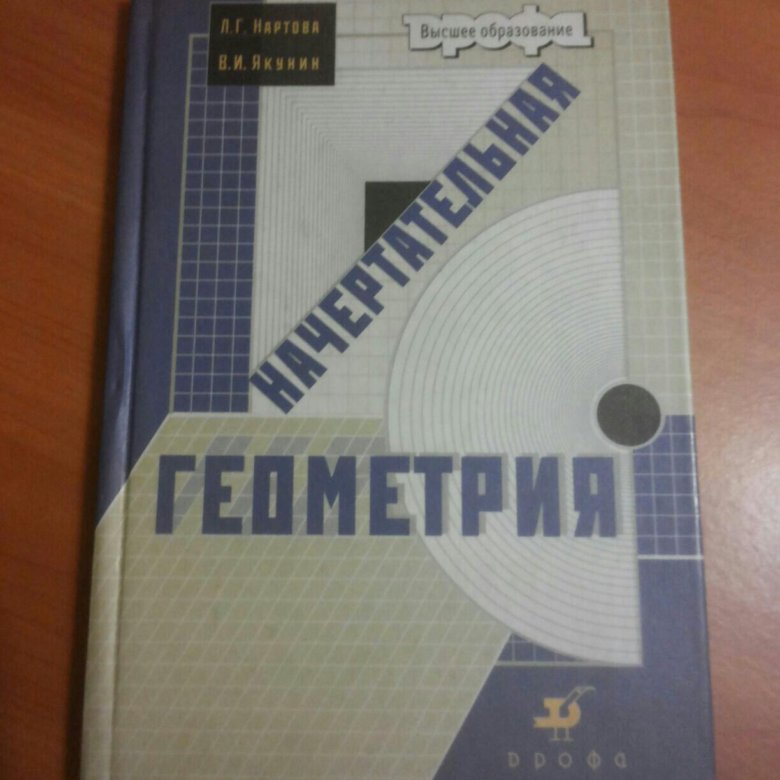 Л.Г. НАРТОВА
В.И. ЯКУНИН
дрофа
Высшее образование
НАЧЕРТАТЕЛЬНАЯ
ГЕОМЕТРИЯ
дрофа